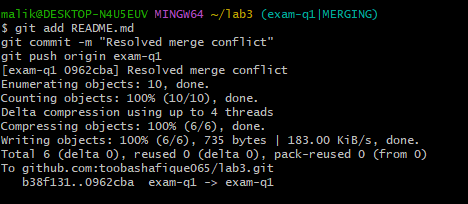 malik@DESKTOP-N4U5EUV MINGW64 ~/lab3 (exam-q1|MERGING)
$ git add README.md
git commit -m "Resolved merge conflict"
git push origin exam-q1
[exam-q1 0962cba] Resolved merge conflict
Enumerating objects: 10, done.
Counting objects: 100% (10/10), done.
Delta compression using up to 4 threads
Compressing objects: 100% (6/6), done.
Writing objects: 100% (6/6), 735 bytes | 183.00 KiB/s, done.
Total 6 (delta 0), reused 0 (delta 0), pack-reused 0 (from 0)
To github.com:toobashafique065/lab3.git
   b38f131..0962cba  exam-q1 -> exam-q1